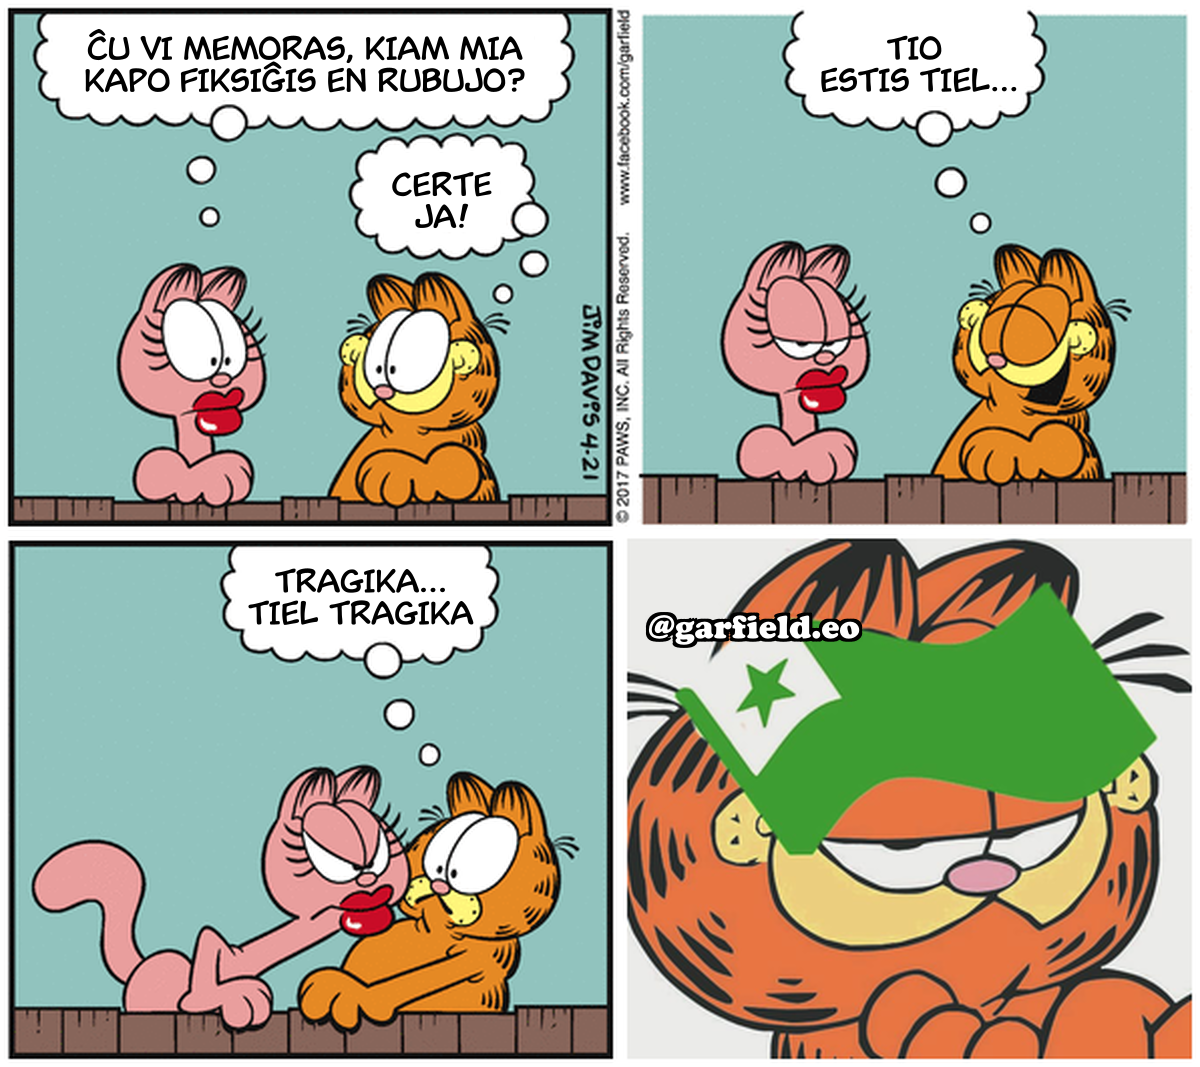 ĈU VI MEMORAS, KIAM MIA
KAPO FIKSIĜIS EN RUBUJO?
CERTE
JA!
JIM DAVIS 4.21
© 2017 PAWS, INC. All Rights Reserved. www.facebook.com/garfield
TIO
ESTIS TIEL...
TRAGIKA...
TIEL TRAGIKA
@garfield.eo